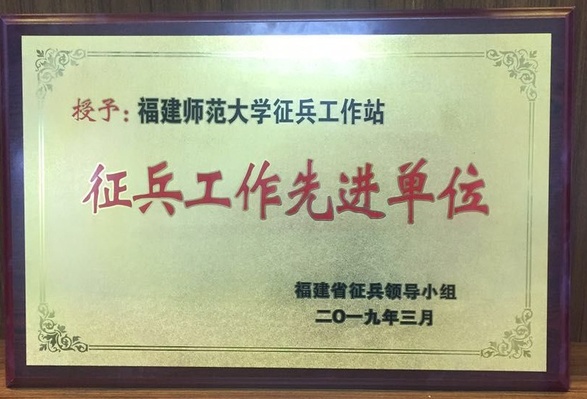 授予：福建师范大学征兵工作站
征兵工作先进单位
福建省征兵领导小组
二〇一九年三月